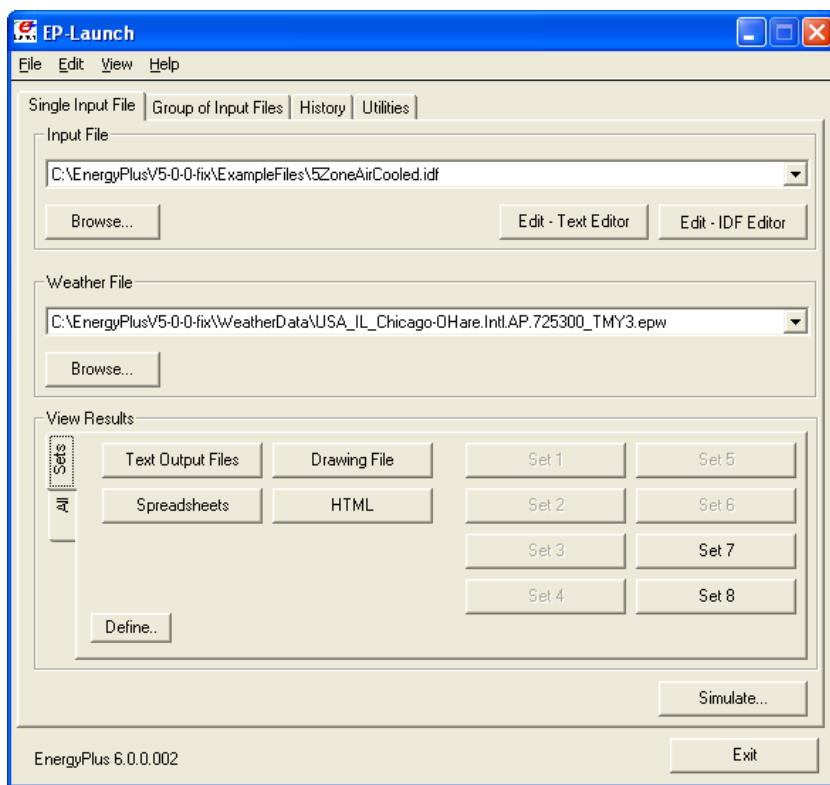 EP-Launch
File Edit View Help
Single Input File Group of Input Files History Utilities
Input File
C:\EnergyPlusV5-0-0-fix\ExampleFiles\5ZoneAirCooled.idf
Browse... Edit - Text Editor Edit - IDF Editor
Weather File
C:\EnergyPlusV5-0-0-fix\WeatherData\USA_IL_Chicago-OHare.Intl.AP.725300_TMY3.epw
Browse...
View Results
Sets
All
Text Output Files Drawing File Set 1 Set 5
Spreadsheets HTML Set 2 Set 6
Set 3 Set 7
Set 4 Set 8
Define..
Simulate...
EnergyPlus 6.0.0.002 Exit